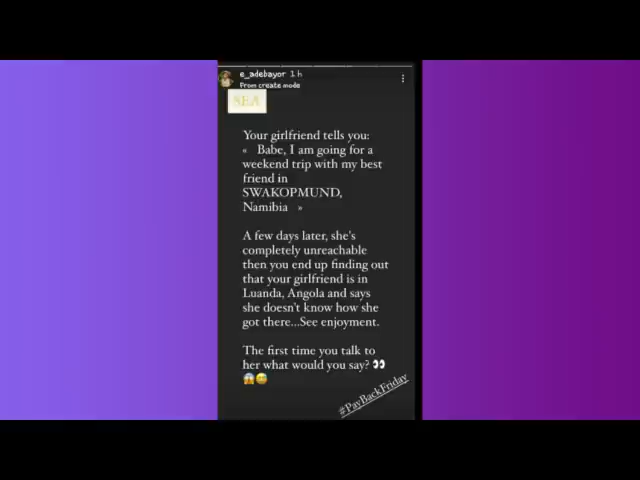 e_adebayor 1 h
From create mode
SEA
Your girlfriend tells you:
« Babe, I am going for a
weekend trip with my best
friend in
SWAKOPMUND,
Namibia »
A few days later, she's
completely unreachable
then you end up finding out
that your girlfriend is in
Luanda, Angola and says
she doesn't know how she
got there...See enjoyment.
The first time you talk to
her what would you say? 👀
😱😅
#PayBackFriday